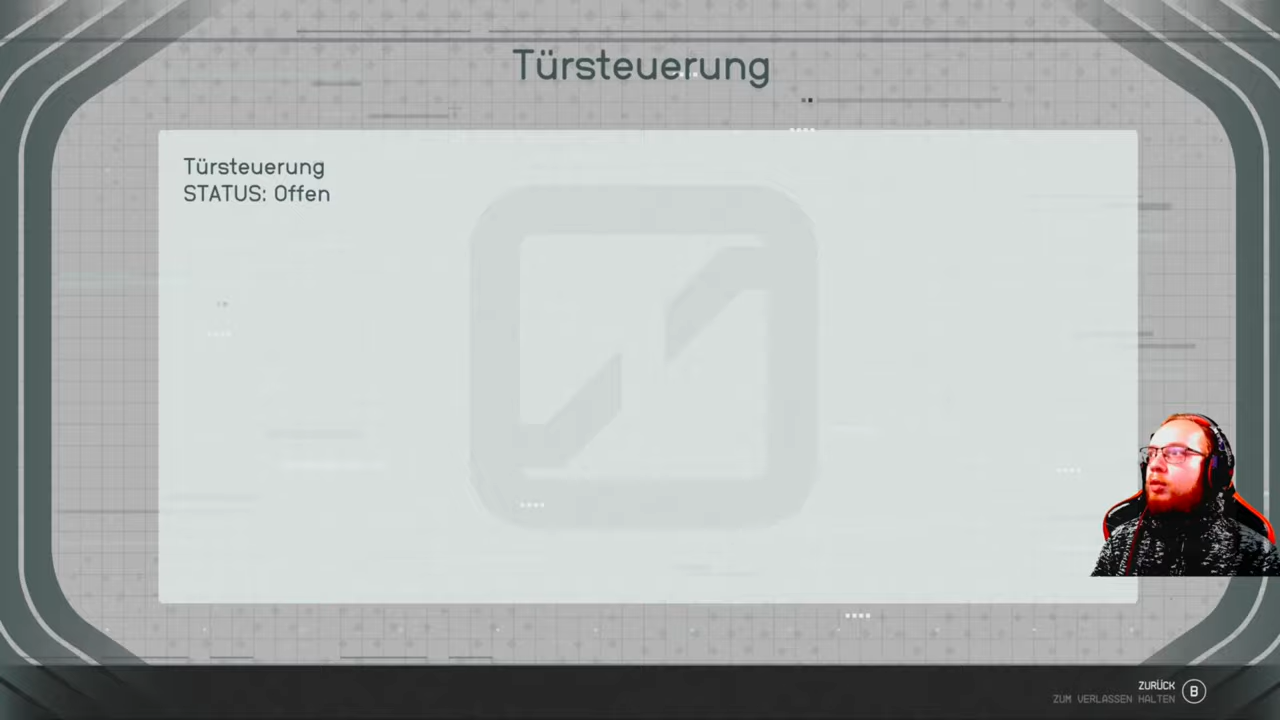 Türsteuerung
Türsteuerung
STATUS: Offen
ZURÜCK
ZUM VERLASSEN HALTEN
B